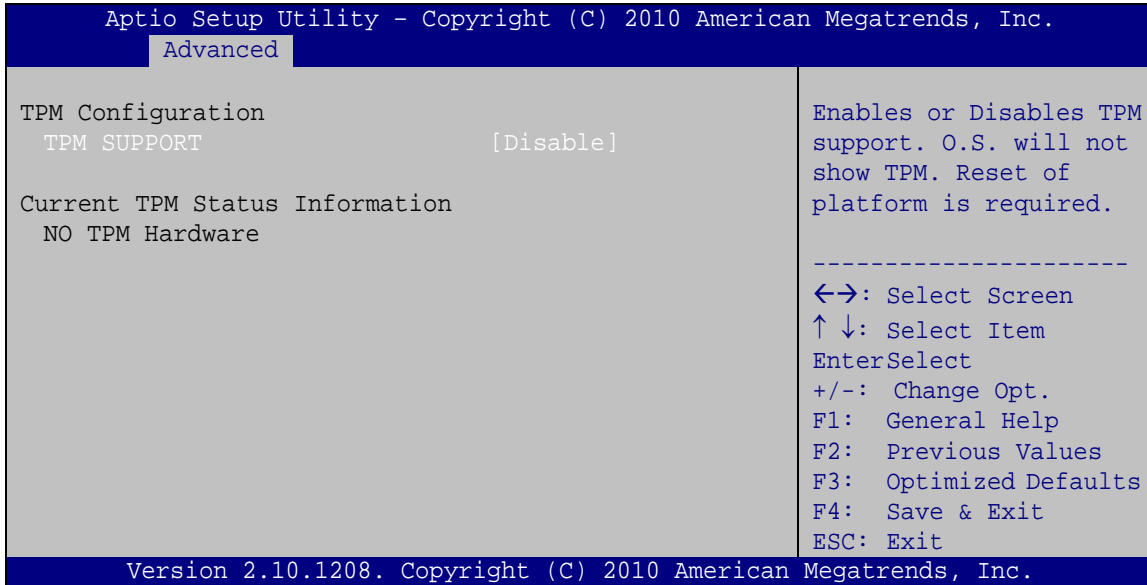 Aptio Setup Utility – Copyright (C) 2010 American Megatrends, Inc.
Advanced
TPM Configuration
TPM SUPPORT [Disable]
Current TPM Status Information
NO TPM Hardware
Enables or Disables TPM
support. O.S. will not
show TPM. Reset of
platform is required.
----------------------
←→: Select Screen
↑ ↓: Select Item
EnterSelect
+/-: Change Opt.
F1: General Help
F2: Previous Values
F3: Optimized Defaults
F4: Save & Exit
ESC: Exit
Version 2.10.1208. Copyright (C) 2010 American Megatrends, Inc.